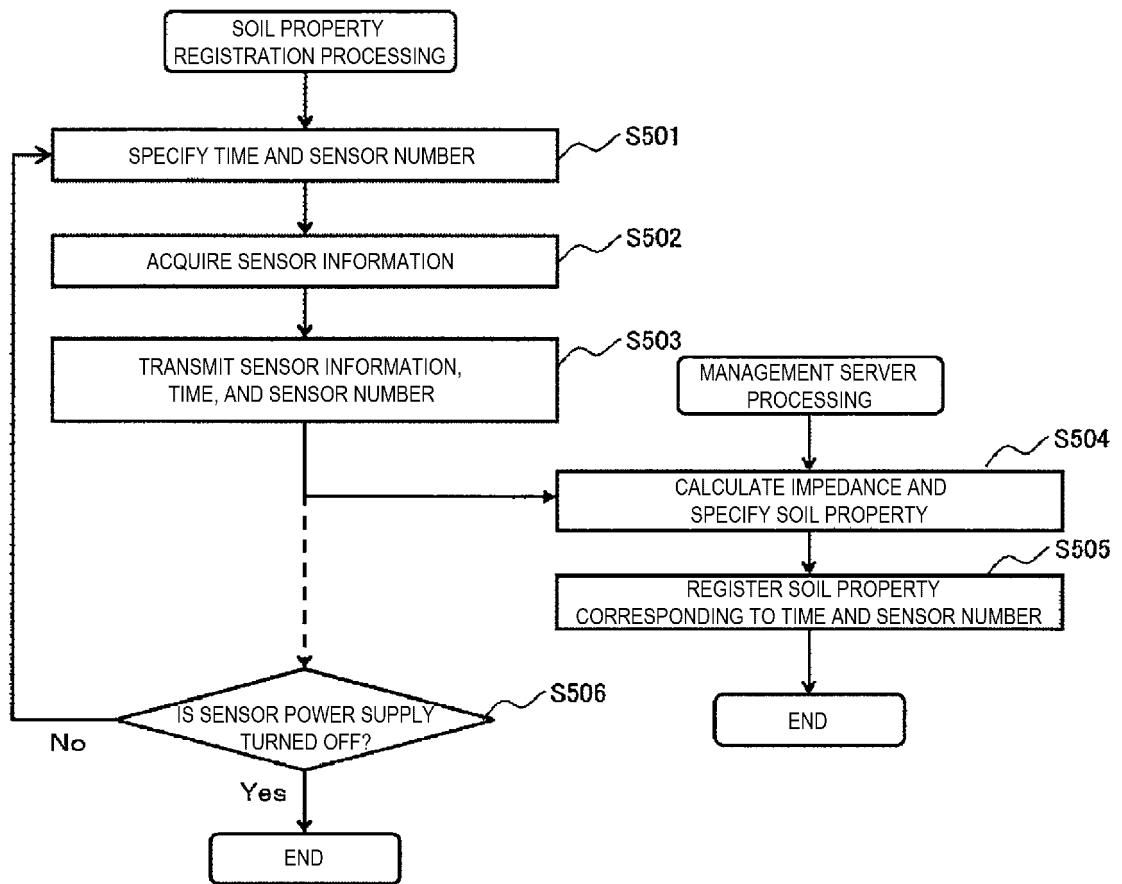 SOIL PROPERTY
REGISTRATION PROCESSING
S501
SPECIFY TIME AND SENSOR NUMBER
S502
ACQUIRE SENSOR INFORMATION
S503
TRANSMIT SENSOR INFORMATION,
TIME, AND SENSOR NUMBER
MANAGEMENT SERVER
PROCESSING
S504
CALCULATE IMPEDANCE AND
SPECIFY SOIL PROPERTY
S505
REGISTER SOIL PROPERTY
CORRESPONDING TO TIME AND SENSOR NUMBER
END
S506
IS SENSOR POWER SUPPLY
TURNED OFF?
No
Yes
END